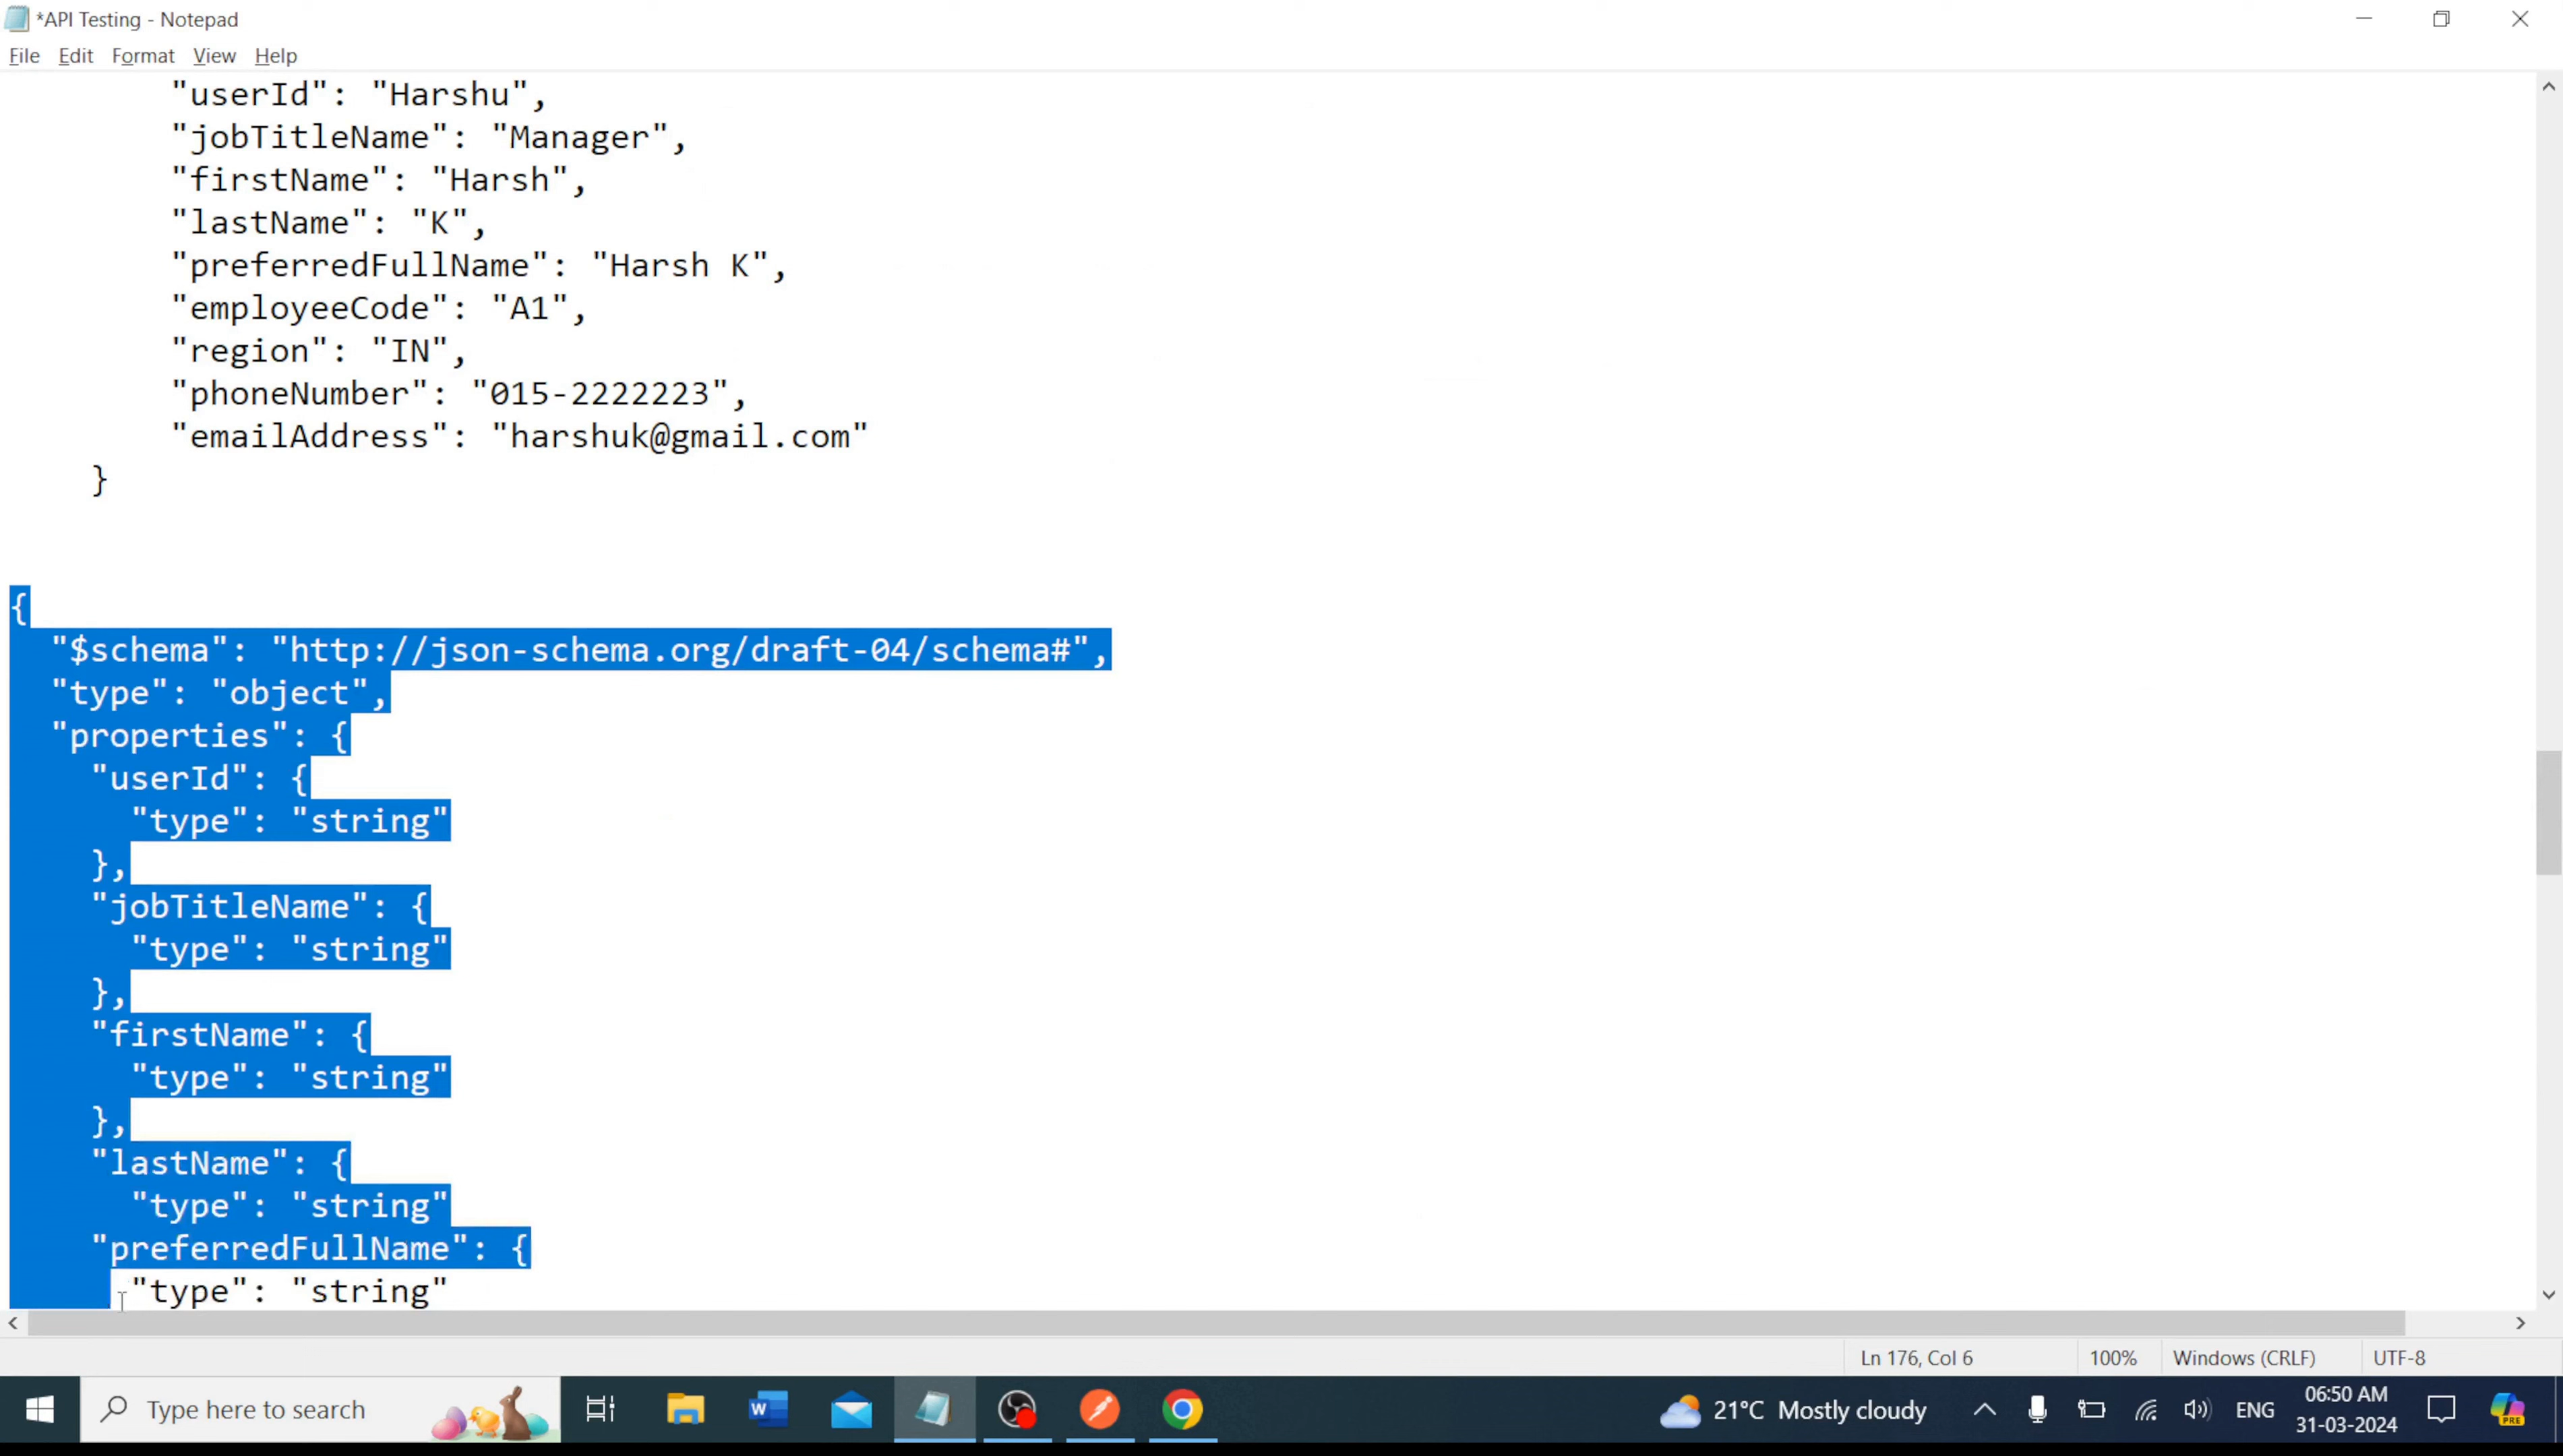 *API Testing - Notepad
File Edit Format View Help
"userId": "Harshu",
"jobTitleName": "Manager",
"firstName": "Harsh",
"lastName": "K",
"preferredFullName": "Harsh K",
"employeeCode": "A1",
"region": "IN",
"phoneNumber": "015-2222223",
"emailAddress": "harshuk@gmail.com"
}
{
"$schema": "http://json-schema.org/draft-04/schema#",
"type": "object",
"properties": {
"userId": {
"type": "string"
},
"jobTitleName": {
"type": "string"
},
"firstName": {
"type": "string"
},
"lastName": {
"type": "string"
"preferredFullName": {
"type": "string"
Ln 176, Col 6 100% Windows (CRLF) UTF-8
Type here to search 21°C Mostly cloudy ENG 06:50 AM
31-03-2024
PRE